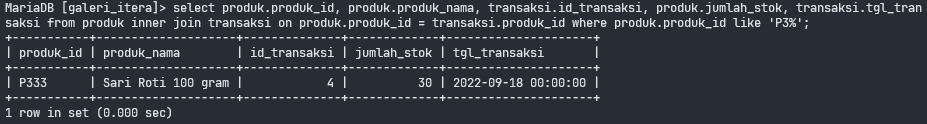 MariaDB [galeri_itera]> select produk.produk_id, produk.produk_nama, transaksi.id_transaksi, produk.jumlah_stok, transaksi.tgl_tran
saksi from produk inner join transaksi on produk.produk_id = transaksi.produk_id where produk.produk_id like 'P3%';
+-----------+---------------------+--------------+-------------+---------------------+
| produk_id | produk_nama         | id_transaksi | jumlah_stok | tgl_transaksi       |
+-----------+---------------------+--------------+-------------+---------------------+
| P333      | Sari Roti 100 gram |            4 |          30 | 2022-09-18 00:00:00 |
+-----------+---------------------+--------------+-------------+---------------------+
1 row in set (0.000 sec)